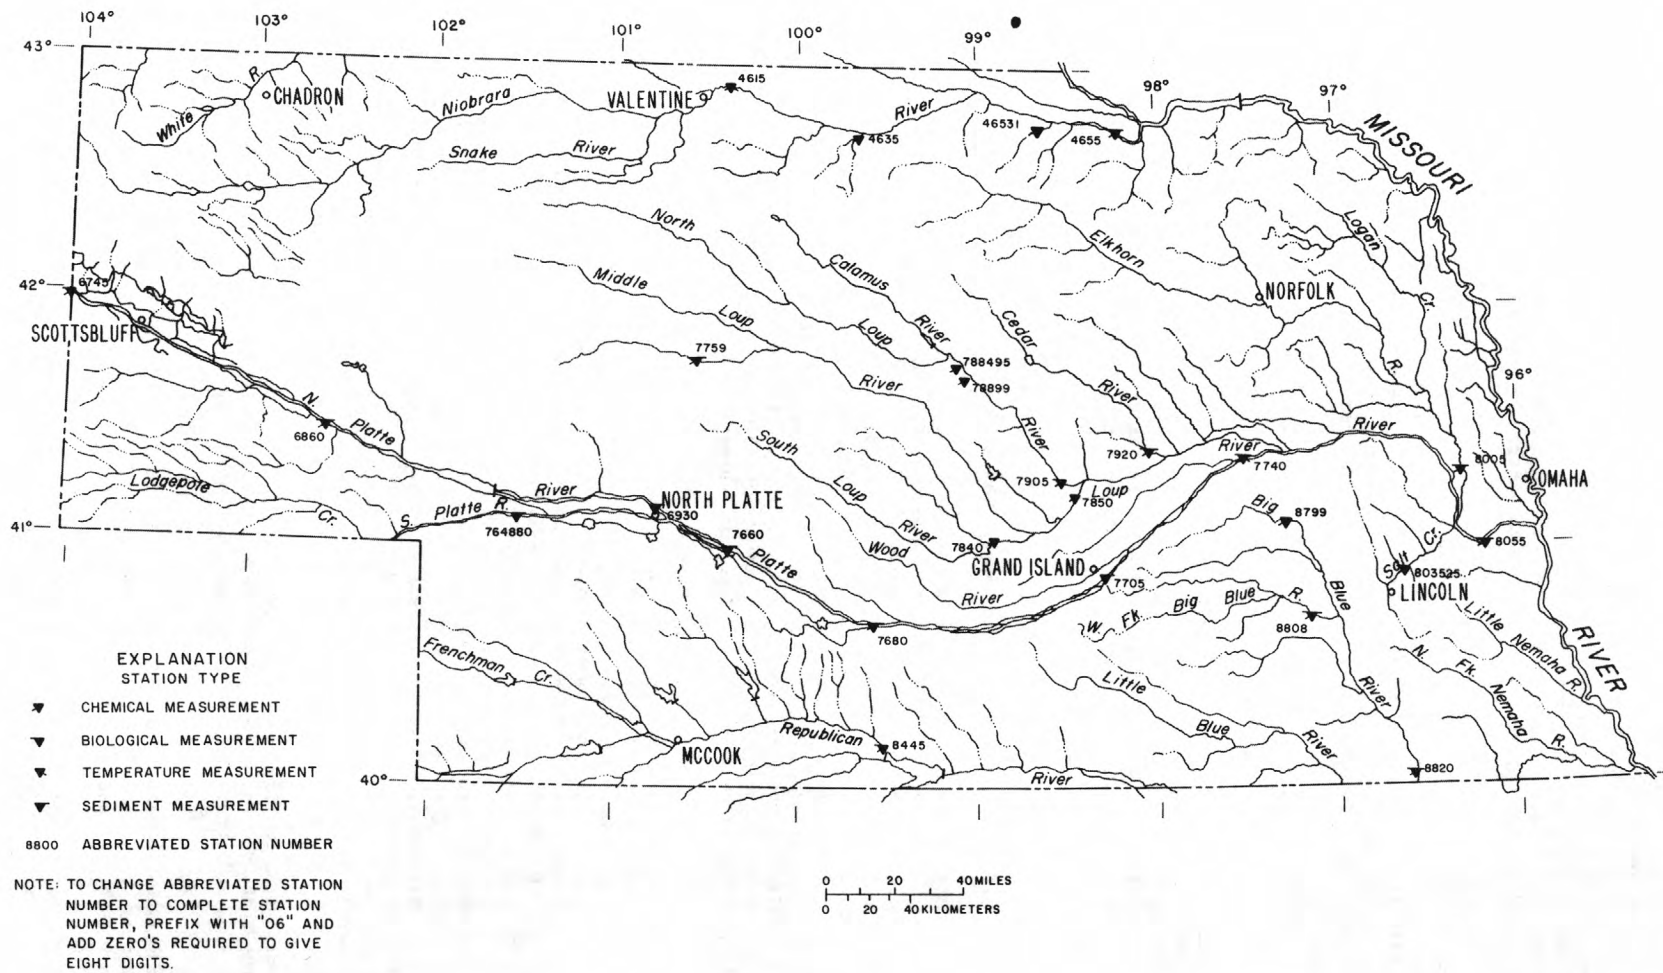 104°
103°
102°
101°
100°
99°
98°
97°
96°
43°
42°
41°
40°
White R.
CHADRON
Niobrara River
VALENTINE
4615
Snake River
4635
46531
4655
MISSOURI RIVER
North Loup River
Calamus River
Elkhorn R.
Logan Cr.
NORFOLK
Middle Loup River
Cedar River
6745
SCOTTSBLUFF
7759
788495
78899
6860
N. Platte River
South Loup River
7920
7905
7850
Loup River
7740
River
8005
OMAHA
Lodgepole Cr.
S. Platte R.
764880
NORTH PLATTE
6930
7660
Platte
7840
Wood River
GRAND ISLAND
7705
Big Blue River
8799
Salt Cr.
8055
803525
LINCOLN
W. Fk Big Blue R.
8808
7680
Little Nemaha R.
N. Fk. Nemaha R.
Little Blue River
Frenchman Cr.
MCCOOK
Republican River
8445
8820
EXPLANATION
STATION TYPE
CHEMICAL MEASUREMENT
BIOLOGICAL MEASUREMENT
TEMPERATURE MEASUREMENT
SEDIMENT MEASUREMENT
8800 ABBREVIATED STATION NUMBER
NOTE: TO CHANGE ABBREVIATED STATION
NUMBER TO COMPLETE STATION
NUMBER, PREFIX WITH "06" AND
ADD ZERO'S REQUIRED TO GIVE
EIGHT DIGITS.
0 20 40 MILES
0 20 40 KILOMETERS